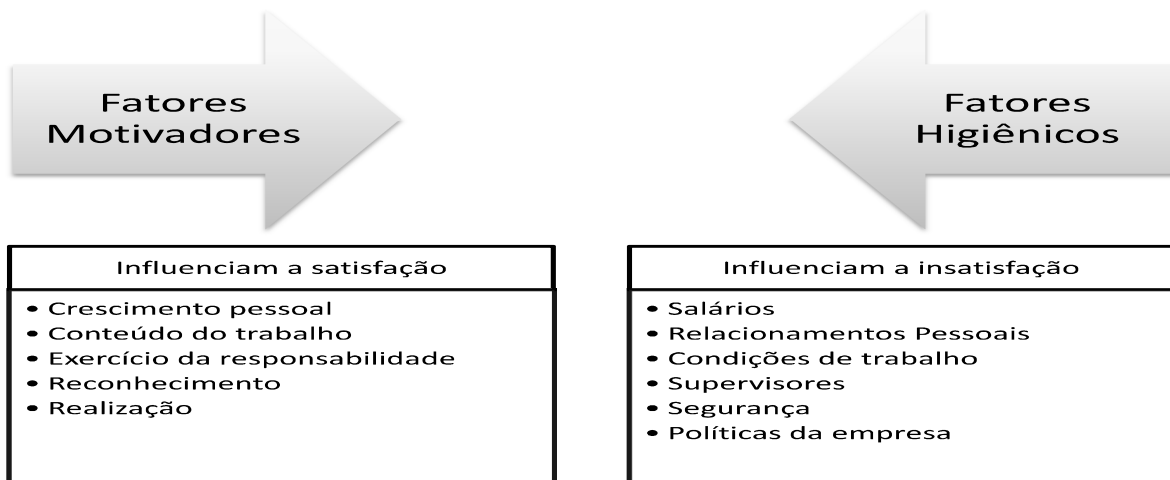 Fatores
Motivadores
Fatores
Higiênicos
Influenciam a satisfação
• Crescimento pessoal
• Conteúdo do trabalho
• Exercício da responsabilidade
• Reconhecimento
• Realização
Influenciam a insatisfação
• Salários
• Relacionamentos Pessoais
• Condições de trabalho
• Supervisores
• Segurança
• Políticas da empresa